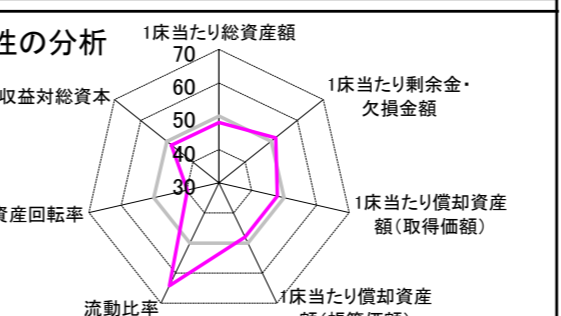 性の分析
1床当たり総資産額
70
60
50
40
30
1床当たり剰余金・
欠損金額
1床当たり償却資産
額(取得価額)
1床当たり償却資産
流動比率
資産回転率
収益対総資本